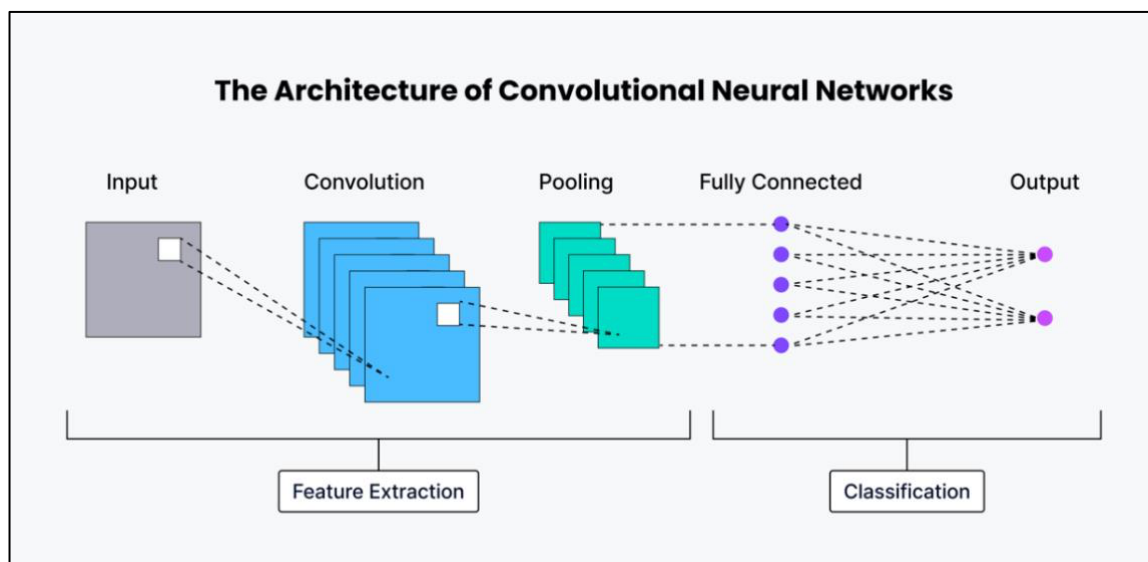 The Architecture of Convolutional Neural Networks
Input
Convolution
Pooling
Fully Connected
Output
Feature Extraction
Classification